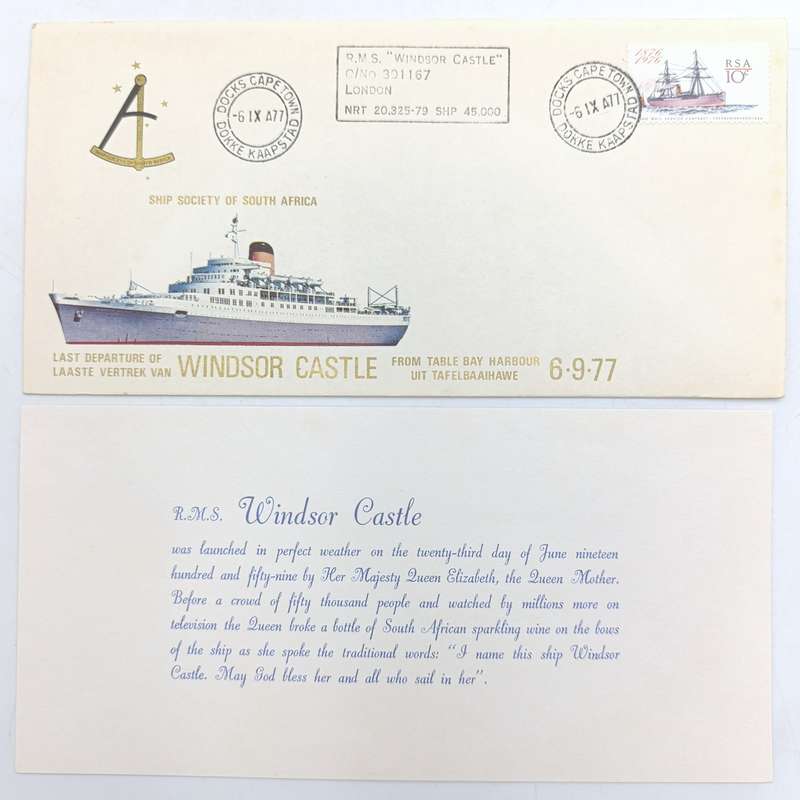 R.M.S. "WINDSOR CASTLE"
O/NO 301167
LONDON
NRT 20,325-79 SHP 45,000
DOCKS CAPE TOWN
-6 IX A77
DOKKE KAAPSTAD
DOCKS CAPE TOWN
-6 IX A77
DOKKE KAAPSTAD
1876
1976
RSA
10c
SHIP SOCIETY OF SOUTH AFRICA
LAST DEPARTURE OF
LAASTE VERTREK VAN
WINDSOR CASTLE
FROM TABLE BAY HARBOUR
UIT TAFELBAAIHAWE
6·9·77
R.M.S. Windsor Castle
was launched in perfect weather on the twenty-third day of June nineteen
hundred and fifty-nine by Her Majesty Queen Elizabeth, the Queen Mother.
Before a crowd of fifty thousand people and watched by millions more on
television the Queen broke a bottle of South African sparkling wine on the bows
of the ship as she spoke the traditional words: "I name this ship Windsor
Castle. May God bless her and all who sail in her".